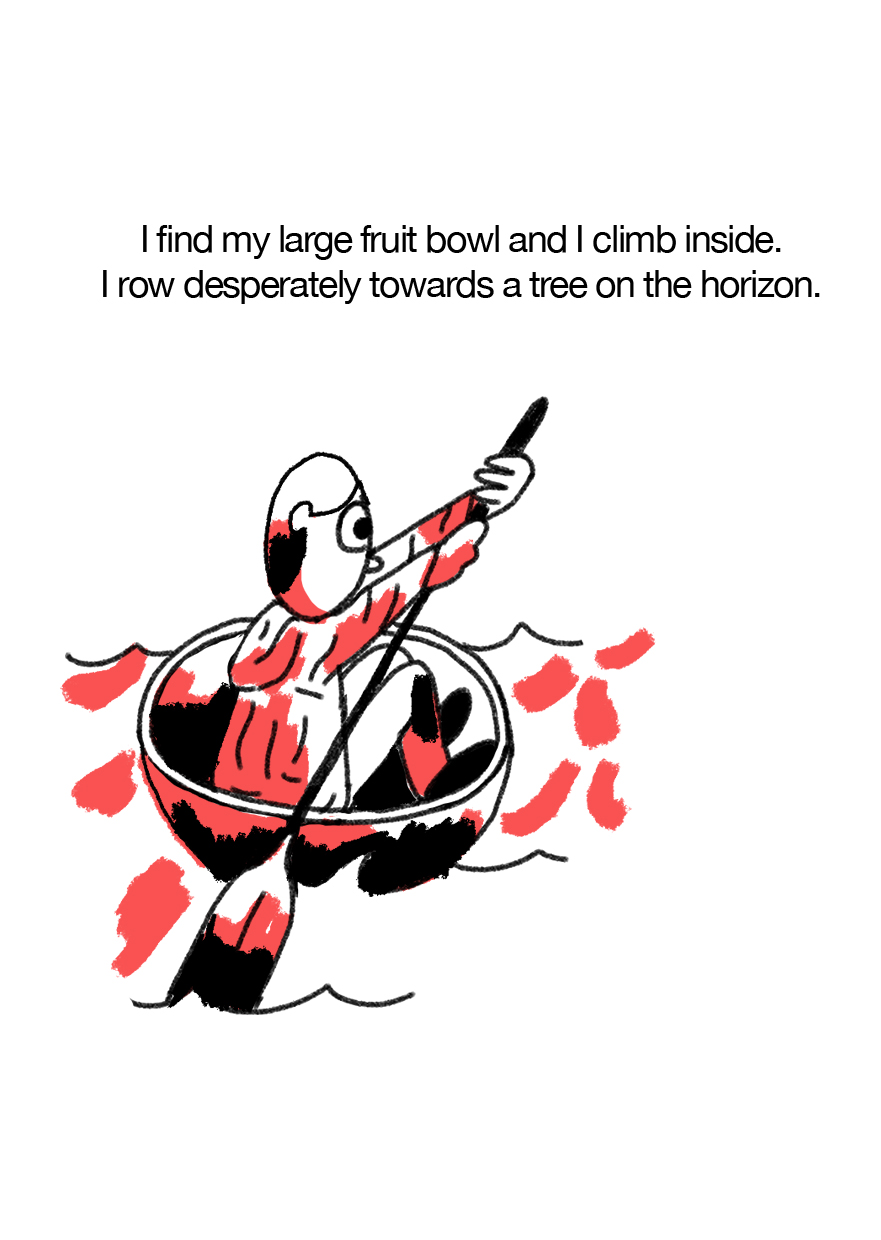 I find my large fruit bowl and I climb inside.
I row desperately towards a tree on the horizon.